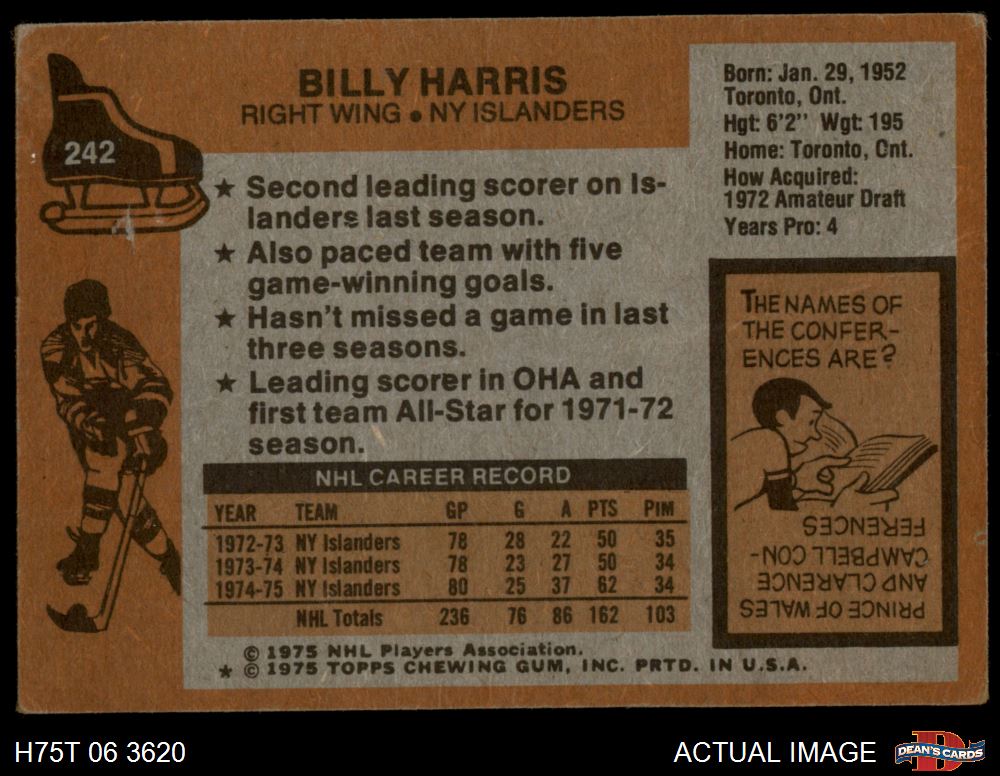 BILLY HARRIS
RIGHT WING • NY ISLANDERS
242
Born: Jan. 29, 1952
Toronto, Ont.
Hgt: 6'2" Wgt: 195
Home: Toronto, Ont.
How Acquired:
1972 Amateur Draft
Years Pro: 4
★ Second leading scorer on Is-
landers last season.
★ Also paced team with five
game-winning goals.
★ Hasn't missed a game in last
three seasons.
★ Leading scorer in OHA and
first team All-Star for 1971-72
season.
NHL CAREER RECORD
YEAR TEAM GP G A PTS PIM
1972-73 NY Islanders 78 28 22 50 35
1973-74 NY Islanders 78 23 27 50 34
1974-75 NY Islanders 80 25 37 62 34
NHL Totals 236 76 86 162 103
© 1975 NHL Players Association.
★ © 1975 TOPPS CHEWING GUM, INC. PRTD. IN U.S.A.
THE NAMES OF
THE CONFER-
ENCES ARE?
PRINCE OF WALES
AND CLARENCE
CAMPBELL CON-
FERENCES
H75T 06 3620
ACTUAL IMAGE
DEAN'S CARDS